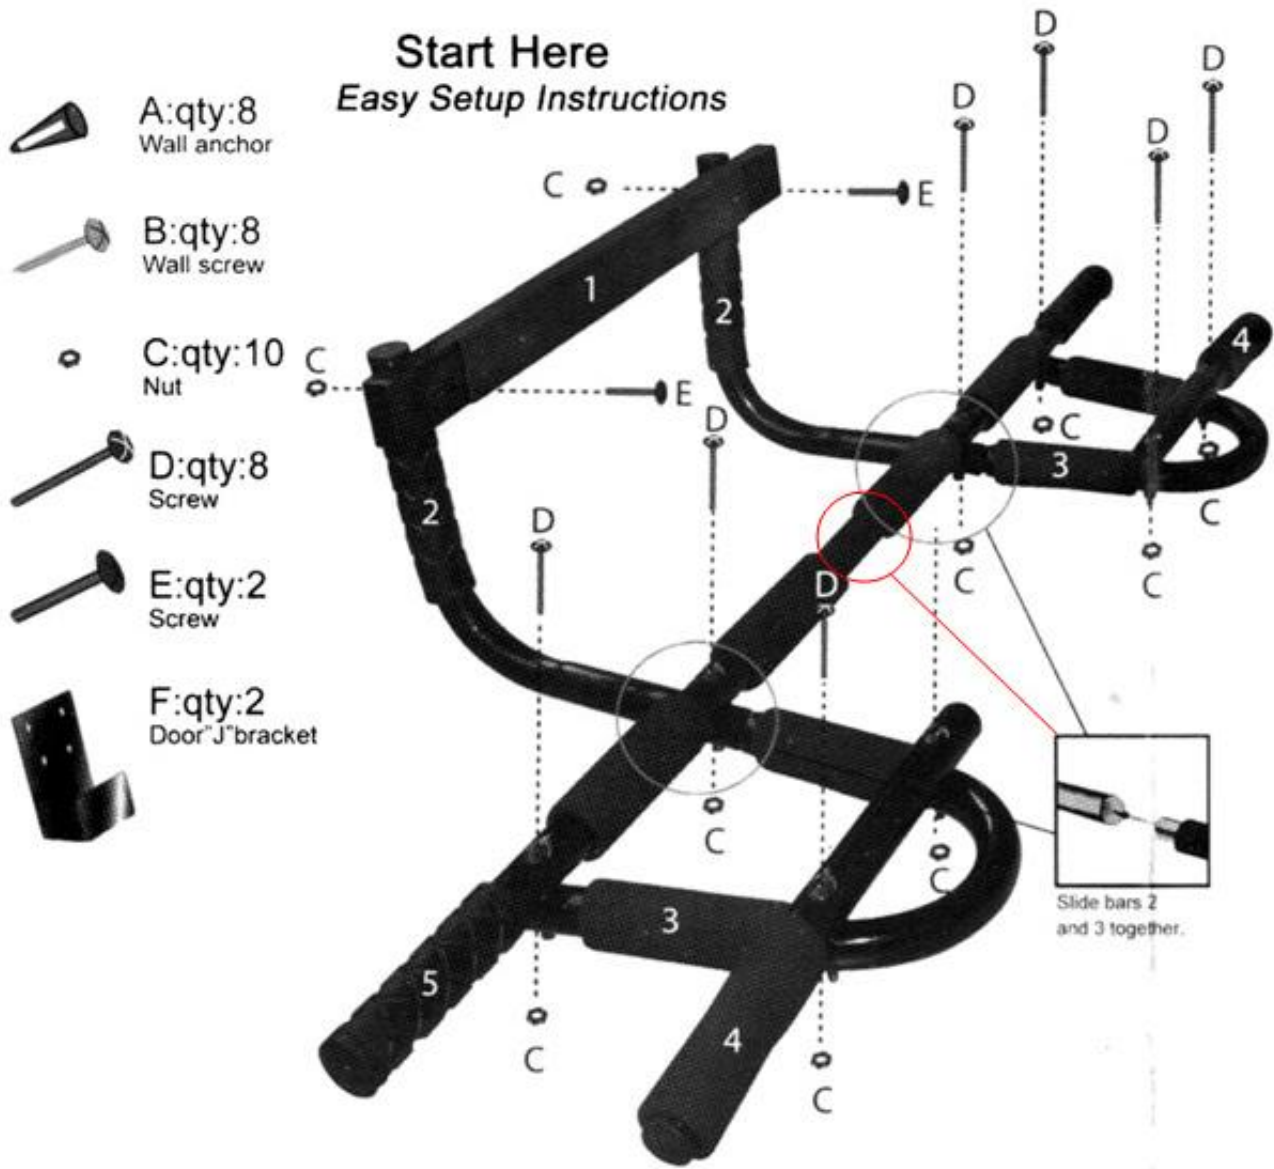 Start Here
Easy Setup Instructions
A:qty:8
Wall anchor
B:qty:8
Wall screw
C:qty:10
Nut
D:qty:8
Screw
E:qty:2
Screw
F:qty:2
Door"J"bracket
D
D
D
D
C
E
1
2
4
C
E
D
C
3
2
D
C
D
C
C
C
C
3
5
4
C
C
Slide bars 2
and 3 together.